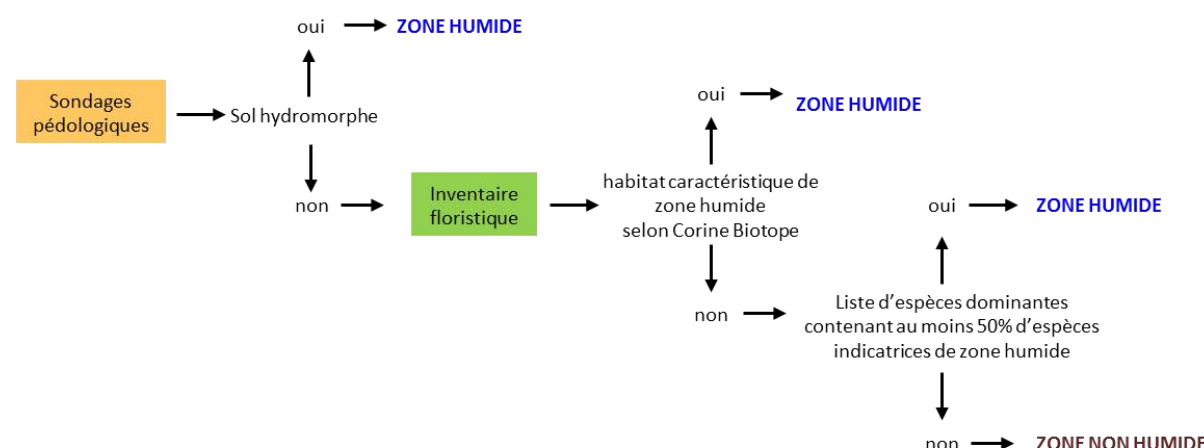 oui
ZONE HUMIDE
Sondages
pédologiques
Sol hydromorphe
non
Inventaire
floristique
oui
ZONE HUMIDE
habitat caractéristique de
zone humide
selon Corine Biotope
non
oui
ZONE HUMIDE
Liste d'espèces dominantes
contenant au moins 50% d'espèces
indicatrices de zone humide
non
ZONE NON HUMIDE